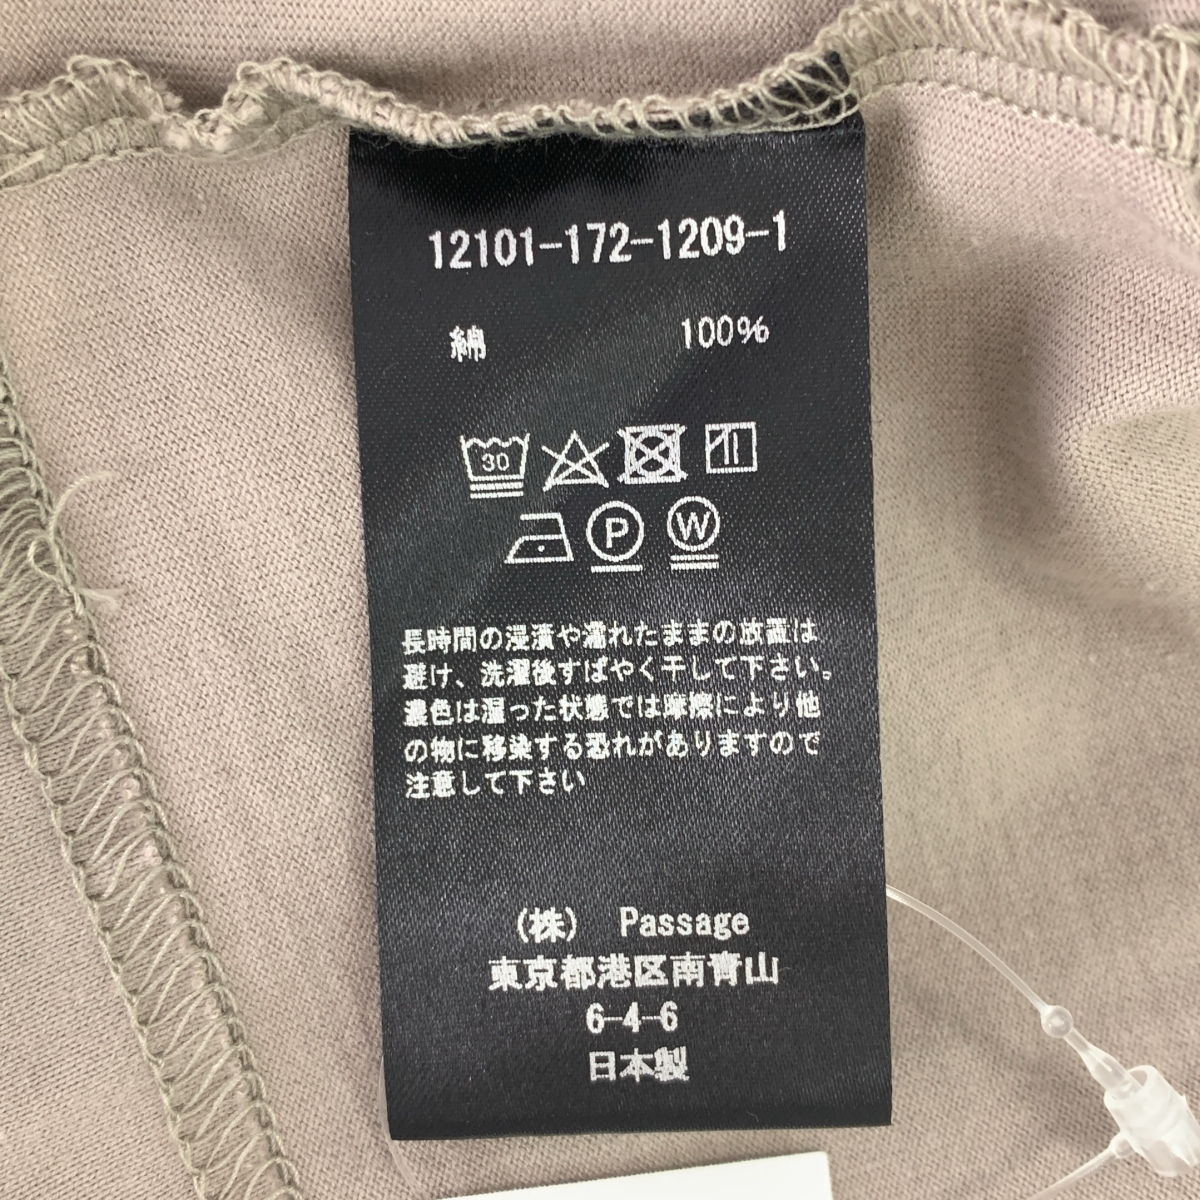 12101-172-1209-1
綿 100%
30
P W
長時間の浸漬や濡れたままの放置は
避け、洗濯後すばやく干して下さい。
濃色は湿った状態では摩擦により他
の物に移染する恐れがありますので
注意して下さい
(株) Passage
東京都港区南青山
6-4-6
日本製